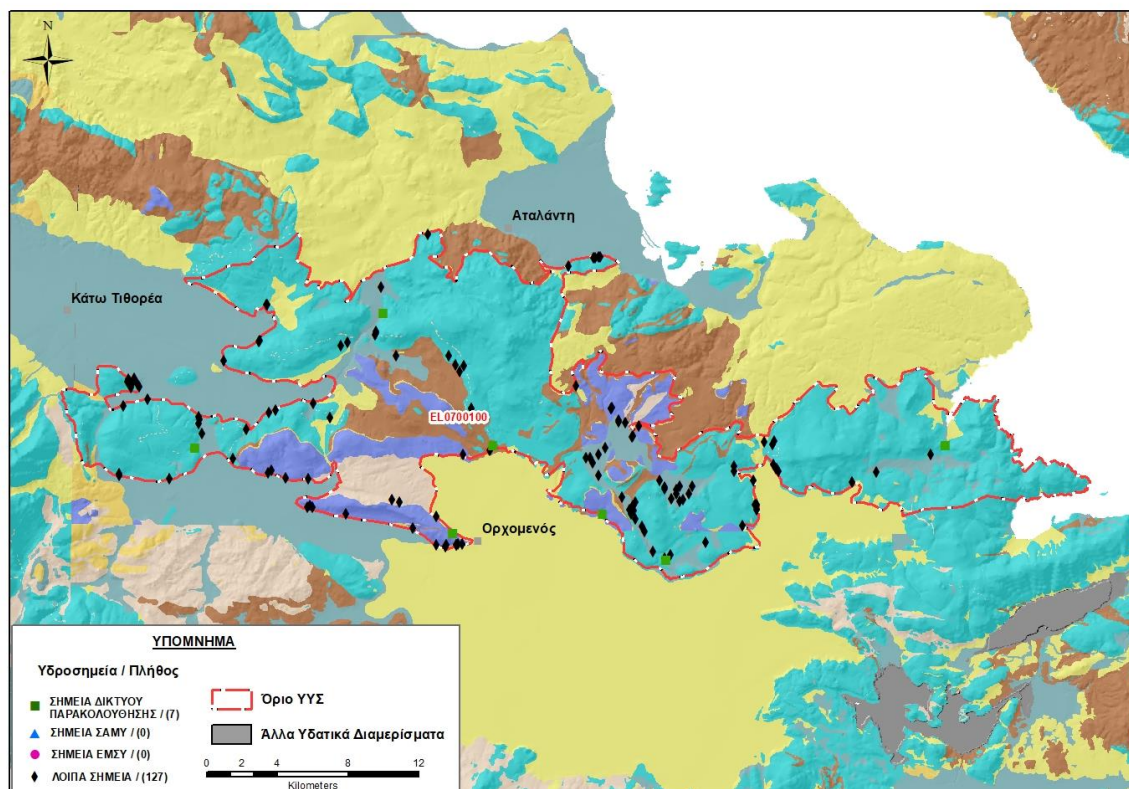 N
Αταλάντη
Κάτω Τιθορέα
EL0700100
Ορχομενός
ΥΠΟΜΝΗΜΑ
Υδροσημεία / Πλήθος
ΣΗΜΕΙΑ ΔΙΚΤΥΟΥ
ΠΑΡΑΚΟΛΟΥΘΗΣΗΣ / (7)
ΣΗΜΕΙΑ ΣΑΜΥ / (0)
ΣΗΜΕΙΑ ΕΜΣΥ / (0)
ΛΟΙΠΑ ΣΗΜΕΙΑ / (127)
Όριο ΥΥΣ
Άλλα Υδατικά Διαμερίσματα
0 2 4 8 12
Kilometers